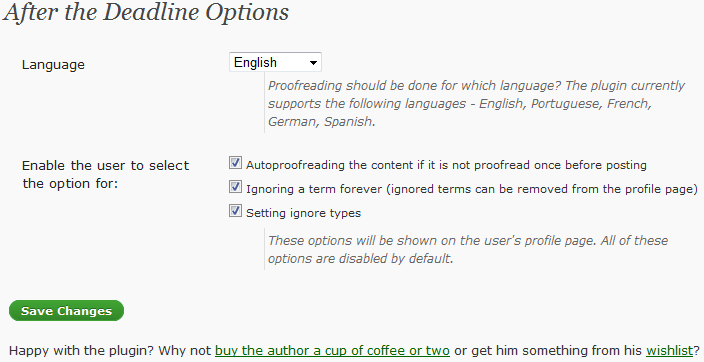 After the Deadline Options
Language
English
Proofreading should be done for which language? The plugin currently
supports the following languages - English, Portuguese, French,
German, Spanish.
Enable the user to select
the option for:
Autoproofreading the content if it is not proofread once before posting
Ignoring a term forever (ignored terms can be removed from the profile page)
Setting ignore types
These options will be shown on the user's profile page. All of these
options are disabled by default.
Save Changes
Happy with the plugin? Why not buy the author a cup of coffee or two or get him something from his wishlist?